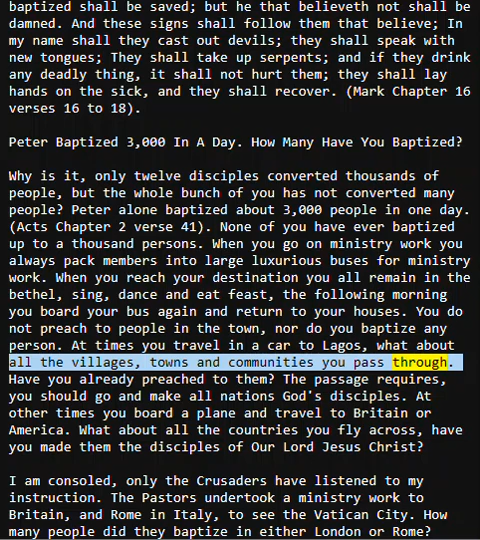 baptized shall be saved; but he that believeth not shall be
damned. And these signs shall follow them that believe; In
my name shall they cast out devils; they shall speak with
new tongues; They shall take up serpents; and if they drink
any deadly thing, it shall not hurt them; they shall lay
hands on the sick, and they shall recover. (Mark Chapter 16
verses 16 to 18).
Peter Baptized 3,000 In A Day. How Many Have You Baptized?
Why is it, only twelve disciples converted thousands of
people, but the whole bunch of you has not converted many
people? Peter alone baptized about 3,000 people in one day.
(Acts Chapter 2 verse 41). None of you have ever baptized
up to a thousand persons. When you go on ministry work you
always pack members into large luxurious buses for ministry
work. When you reach your destination you all remain in the
bethel, sing, dance and eat feast, the following morning
you board your bus again and return to your houses. You do
not preach to people in the town, nor do you baptize any
person. At times you travel in a car to Lagos, what about
all the villages, towns and communities you pass through.
Have you already preached to them? The passage requires,
you should go and make all nations God's disciples. At
other times you board a plane and travel to Britain or
America. What about all the countries you fly across, have
you made them the disciples of Our Lord Jesus Christ?
I am consoled, only the Crusaders have listened to my
instruction. The Pastors undertook a ministry work to
Britain, and Rome in Italy, to see the Vatican City. How
many people did they baptize in either London or Rome?